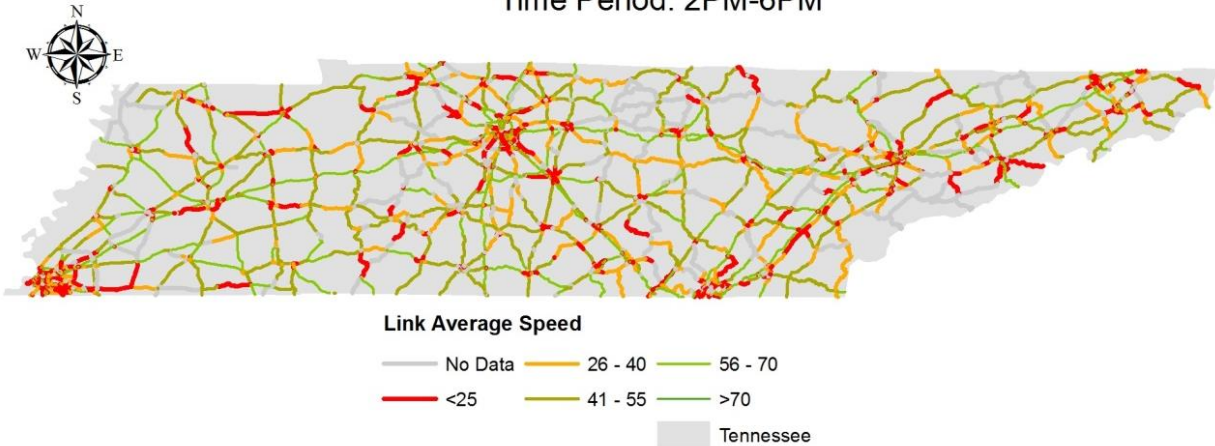 Time Period: 2PM-6PM
N
W E
S
Link Average Speed
No Data 26 - 40 56 - 70
<25 41 - 55 >70
Tennessee